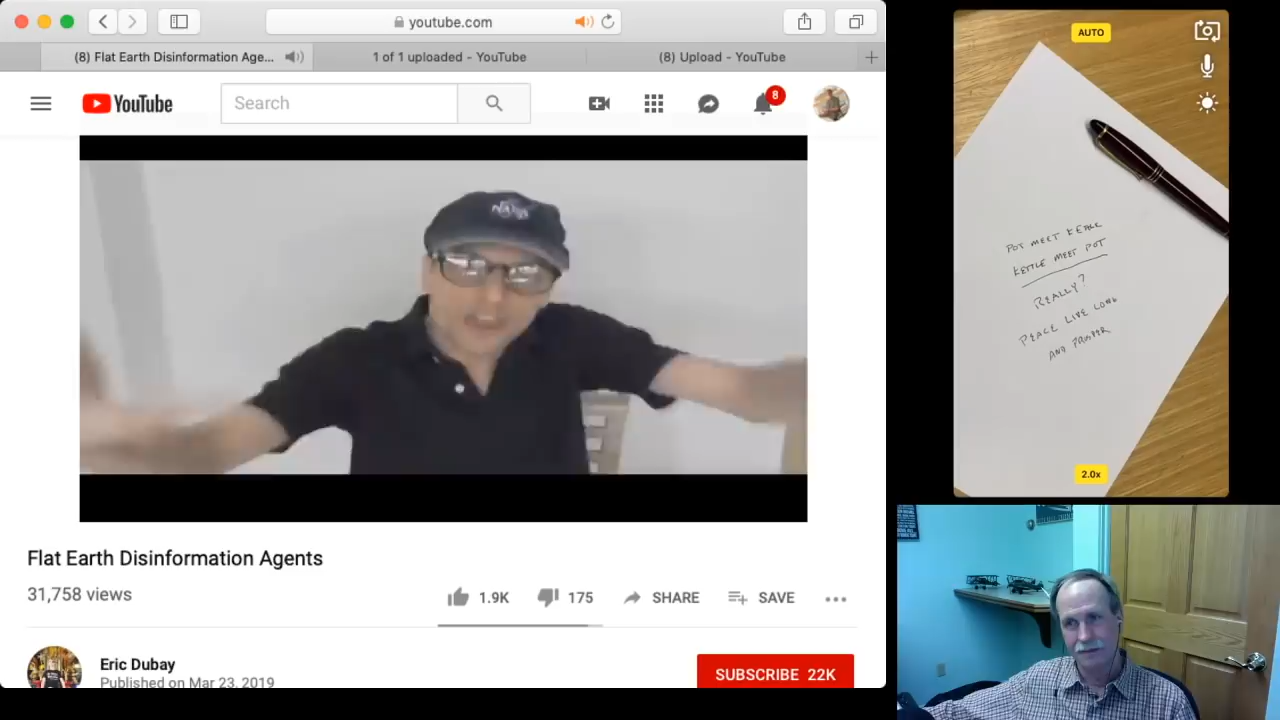 youtube.com
(8) Flat Earth Disinformation Age...
1 of 1 uploaded - YouTube
(8) Upload - YouTube
YouTube
Search
8
Flat Earth Disinformation Agents
31,758 views
1.9K
175
SHARE
SAVE
Eric Dubay
Published on Mar 23, 2019
SUBSCRIBE 22K
AUTO
POT MEET KETTLE
KETTLE MEET POT
REALLY?
PEACE LIVE LONG
AND PROSPER
2.0x